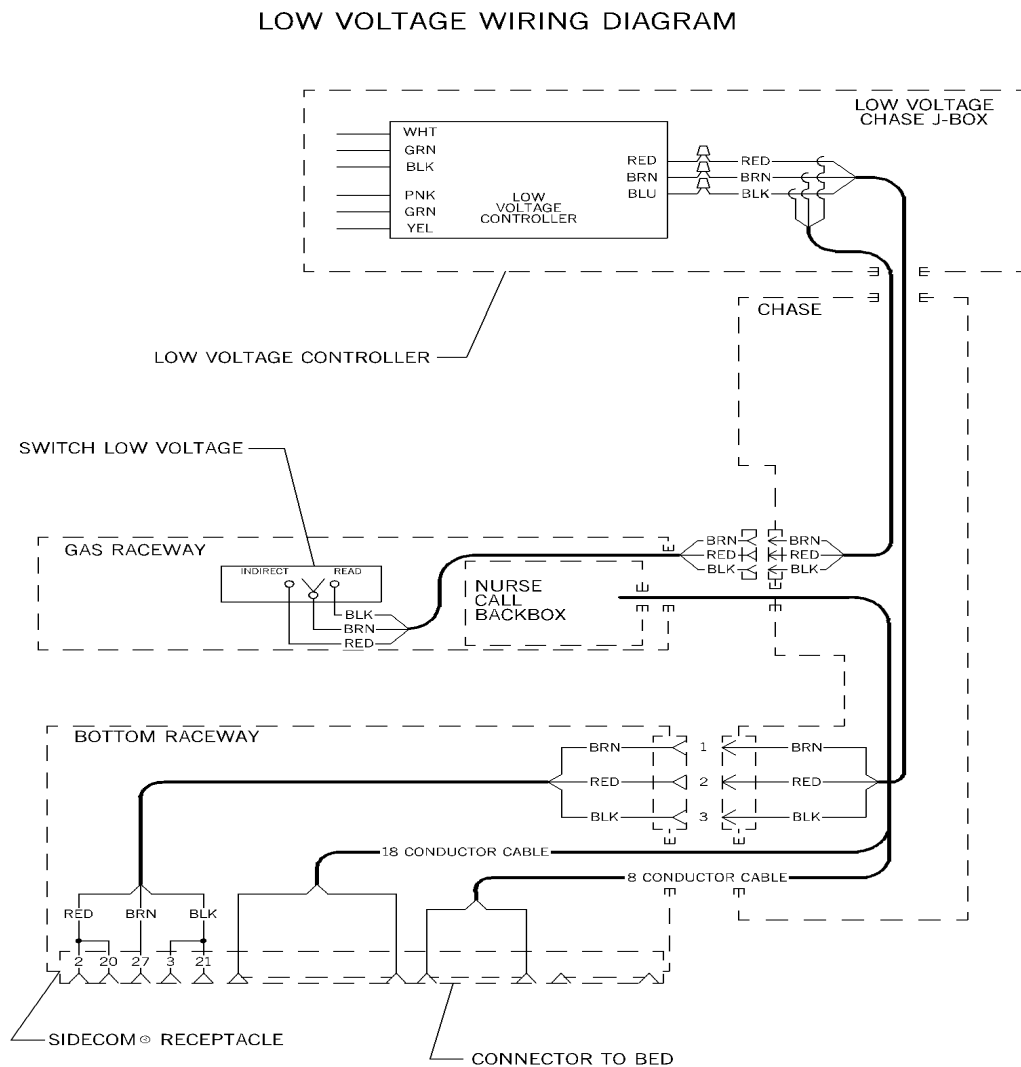 LOW VOLTAGE WIRING DIAGRAM
LOW VOLTAGE
CHASE J-BOX
WHT
GRN
BLK
PNK
GRN
YEL
LOW
VOLTAGE
CONTROLLER
RED
BRN
BLU
RED
BRN
BLK
CHASE
LOW VOLTAGE CONTROLLER
SWITCH LOW VOLTAGE
GAS RACEWAY
INDIRECT
READ
BLK
BRN
RED
NURSE
CALL
BACKBOX
BRN
RED
BLK
BRN
RED
BLK
BOTTOM RACEWAY
BRN 1 BRN
RED 2 RED
BLK 3 BLK
18 CONDUCTOR CABLE
8 CONDUCTOR CABLE
RED BRN BLK
2 20 27 3 21
SIDECOM® RECEPTACLE
CONNECTOR TO BED